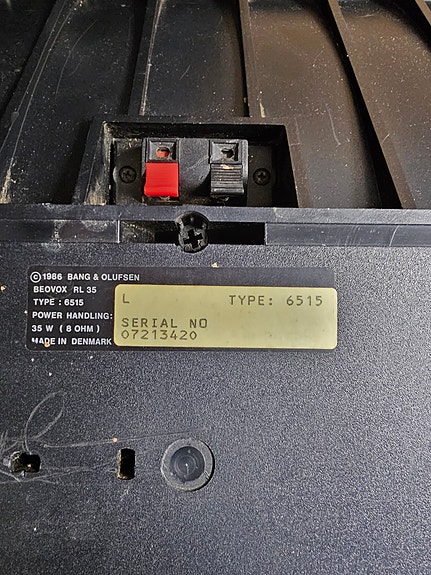 ©1986 BANG & OLUFSEN
BEOVOX RL 35
TYPE : 6515
POWER HANDLING:
35 W ( 8 OHM )
MADE IN DENMARK
L TYPE: 6515
SERIAL NO
07213420